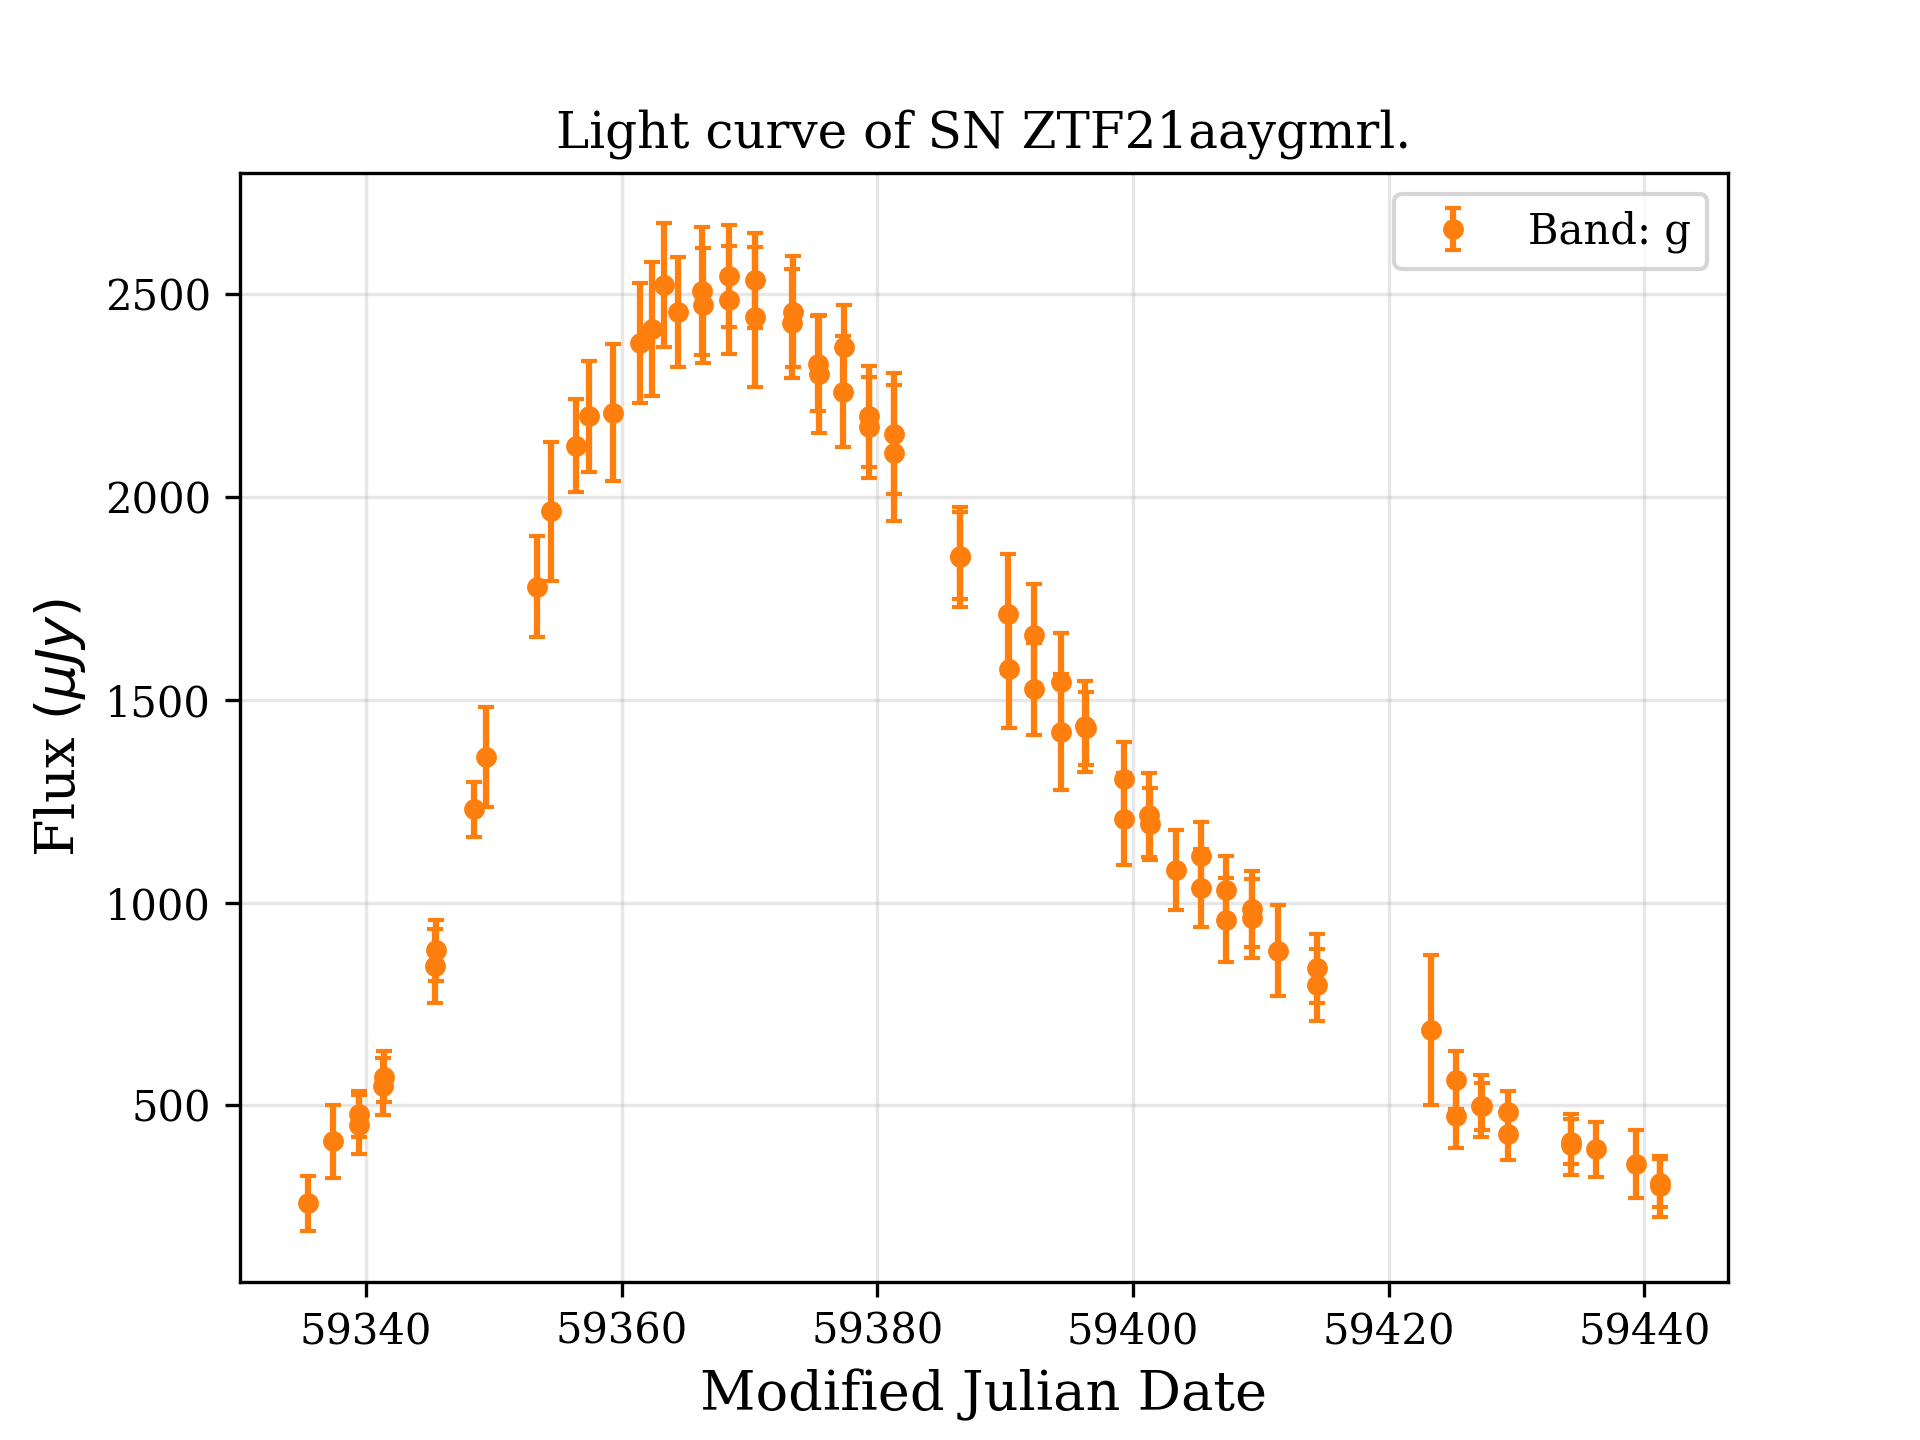 Light curve of SN ZTF21aaygmrl.
Band: g
Flux (μJy)
2500
2000
1500
1000
500
59340 59360 59380 59400 59420 59440
Modified Julian Date